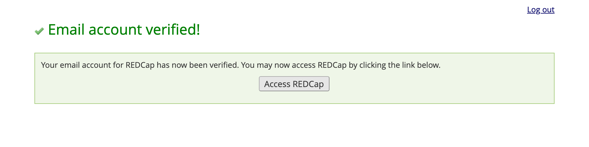 Log out
Email account verified!
Your email account for REDCap has now been verified. You may now access REDCap by clicking the link below.
Access REDCap